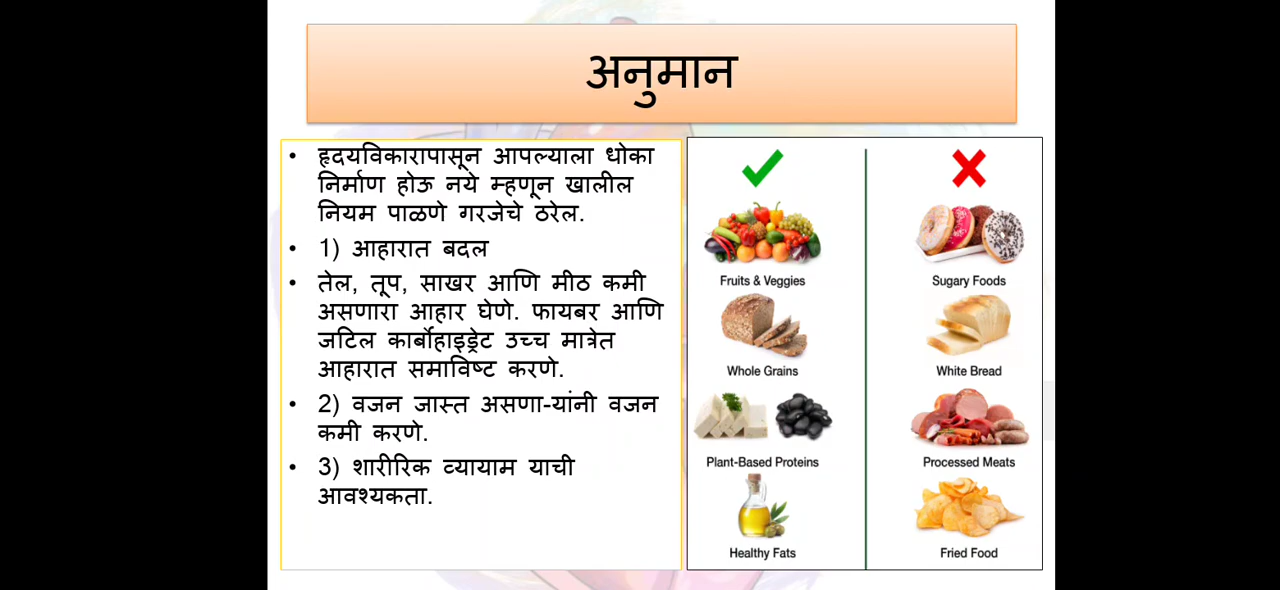 अनुमान
• हृदयविकारापासून आपल्याला धोका
निर्माण होऊ नये म्हणून खालील
नियम पाळणे गरजेचे ठरेल.
• 1) आहारात बदल
• तेल, तूप, साखर आणि मीठ कमी
असणारा आहार घेणे. फायबर आणि
जटिल कार्बोहाइड्रेट उच्च मात्रेत
आहारात समाविष्ट करणे.
• 2) वजन जास्त असणा-यांनी वजन
कमी करणे.
• 3) शारीरिक व्यायाम याची
आवश्यकता.
Fruits & Veggies
Sugary Foods
Whole Grains
White Bread
Plant-Based Proteins
Processed Meats
Healthy Fats
Fried Food